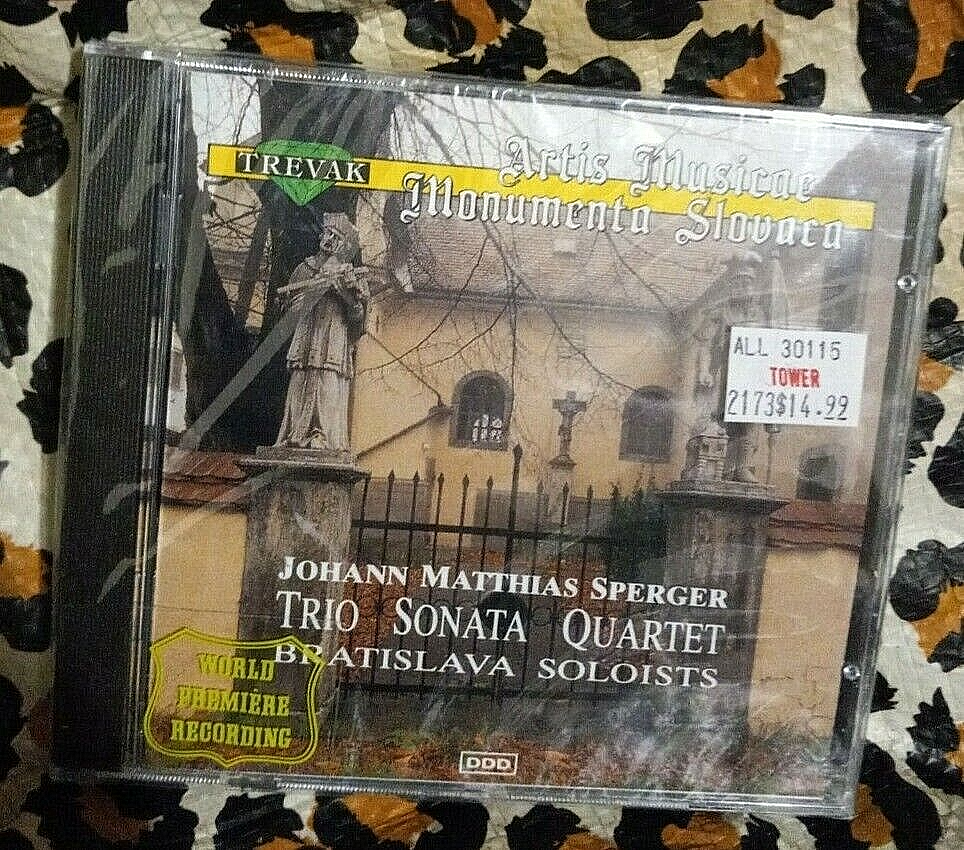 TREVAK
Artis Musicae
Monumenta Slovaca
ALL 30115
TOWER
2173$14.99
JOHANN MATTHIAS SPERGER
TRIO SONATA QUARTET
BRATISLAVA SOLOISTS
WORLD
PREMIÈRE
RECORDING
DDD